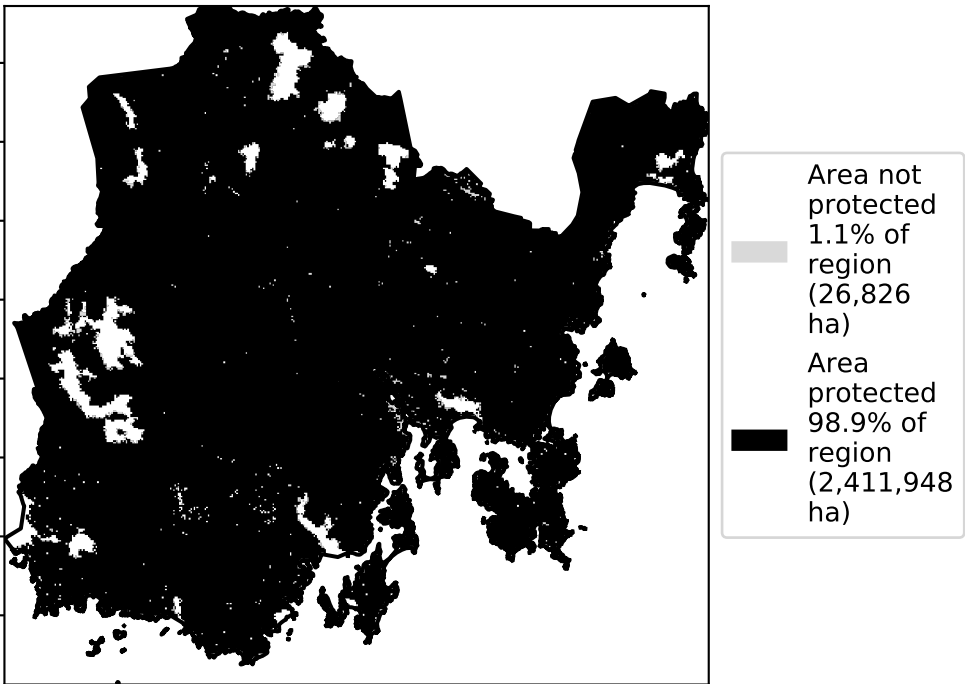 Area not
protected
1.1% of
region
(26,826
ha)
Area
protected
98.9% of
region
(2,411,948
ha)